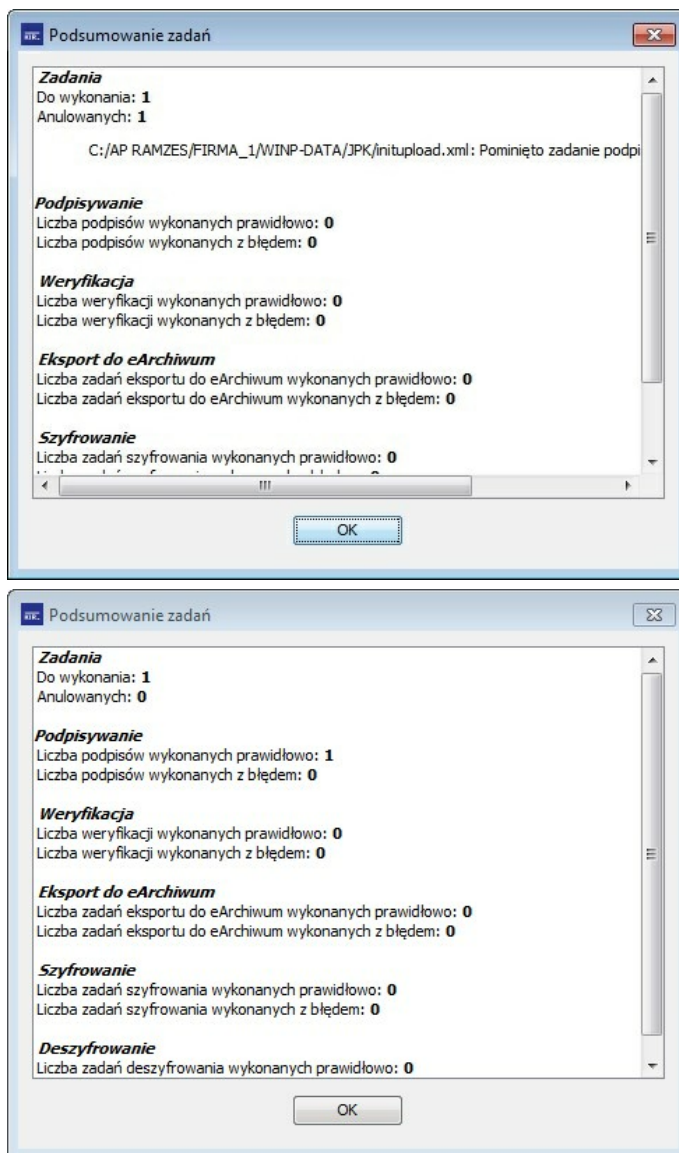 Podsumowanie zadań
Zadania
Do wykonania: 1
Anulowanych: 1
C:/AP RAMZES/FIRMA_1/WINP-DATA/JPK/initupload.xml: Pominięto zadanie podpi
Podpisywanie
Liczba podpisów wykonanych prawidłowo: 0
Liczba podpisów wykonanych z błędem: 0
Weryfikacja
Liczba weryfikacji wykonanych prawidłowo: 0
Liczba weryfikacji wykonanych z błędem: 0
Eksport do eArchiwum
Liczba zadań eksportu do eArchiwum wykonanych prawidłowo: 0
Liczba zadań eksportu do eArchiwum wykonanych z błędem: 0
Szyfrowanie
Liczba zadań szyfrowania wykonanych prawidłowo: 0
OK
Podsumowanie zadań
Zadania
Do wykonania: 1
Anulowanych: 0
Podpisywanie
Liczba podpisów wykonanych prawidłowo: 1
Liczba podpisów wykonanych z błędem: 0
Weryfikacja
Liczba weryfikacji wykonanych prawidłowo: 0
Liczba weryfikacji wykonanych z błędem: 0
Eksport do eArchiwum
Liczba zadań eksportu do eArchiwum wykonanych prawidłowo: 0
Liczba zadań eksportu do eArchiwum wykonanych z błędem: 0
Szyfrowanie
Liczba zadań szyfrowania wykonanych prawidłowo: 0
Liczba zadań szyfrowania wykonanych z błędem: 0
Deszyfrowanie
Liczba zadań deszyfrowania wykonanych prawidłowo: 0
OK